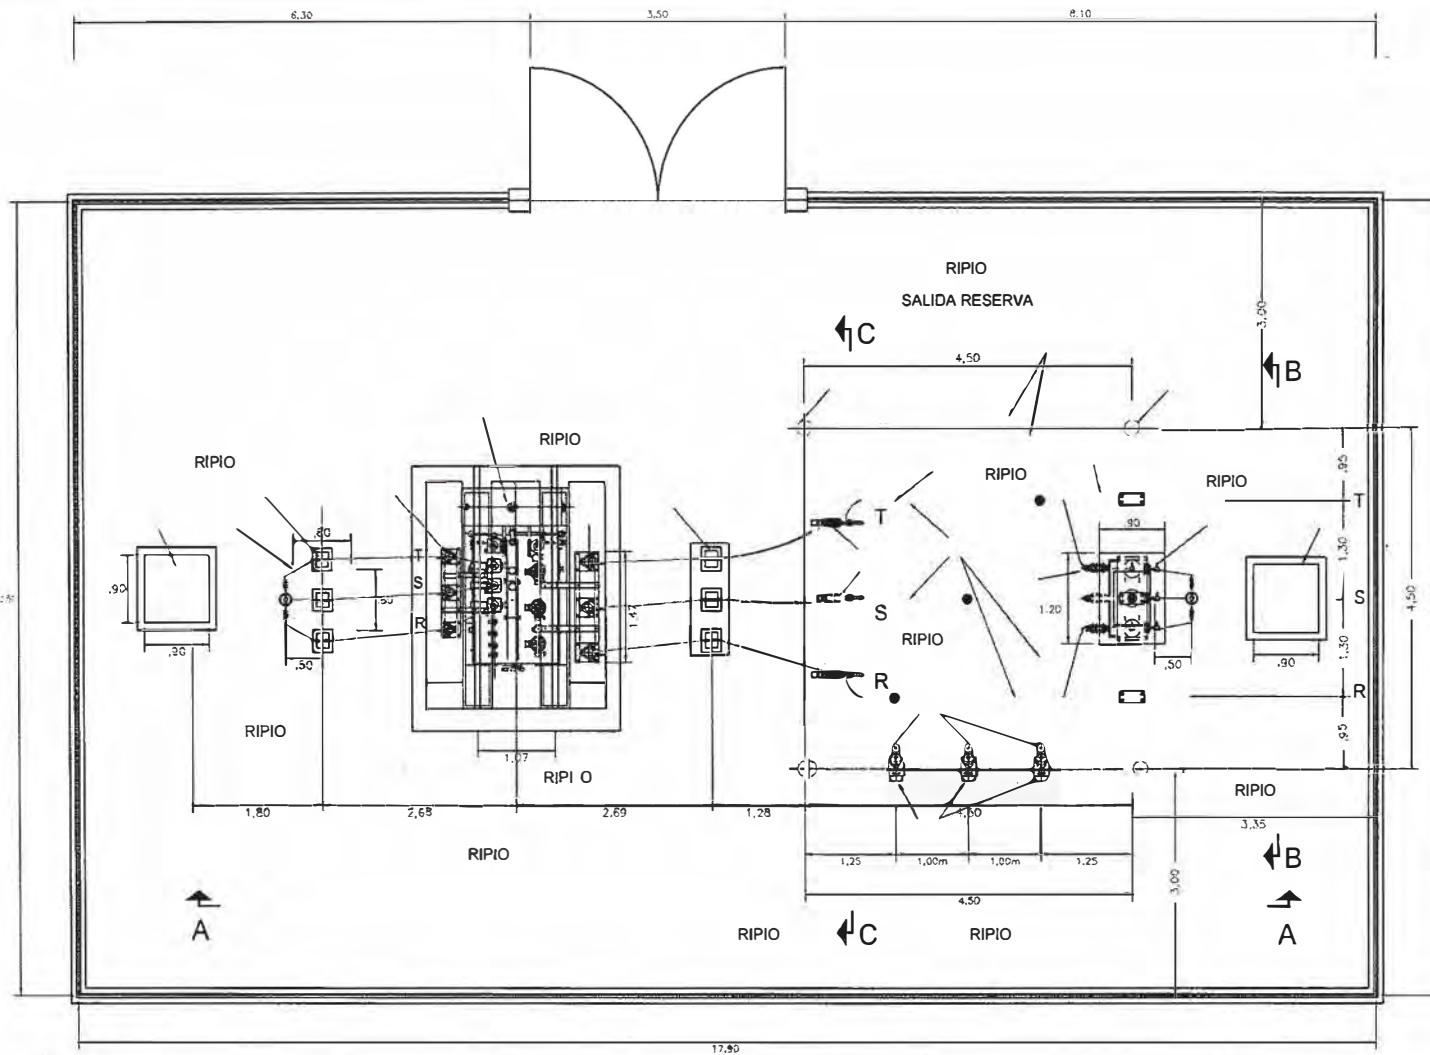 6.30
3.50
8.10
RIPIO
SALIDA RESERVA
3.00
C
4.50
B
RIPIO
RIPIO
RIPIO
RIPIO
.95
T
T
.60
.90
1.30
T
.90
S
.90
S
1.20
S
4.50
1.47
RIPIO
R
.90
.50
.50
.90
1.30
R
R
RIPIO
.95
1.07
RIPI O
RIPIO
1.80
2.68
2.69
1.28
4.50
3.35
RIPIO
1.25
1.00m
1.00m
1.25
B
3.00
4.50
A
RIPIO
C
RIPIO
A
17.90